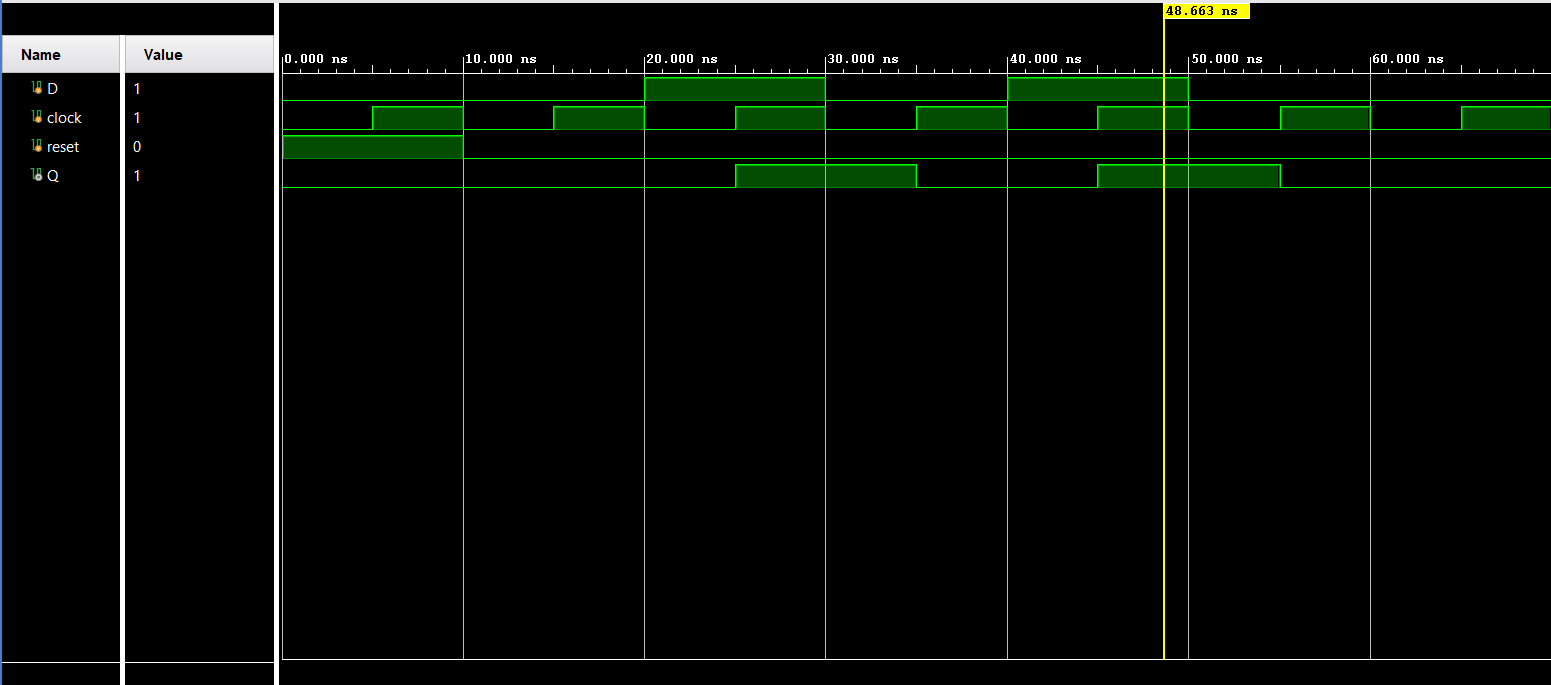 48.663 ns
Name Value
0.000 ns 10.000 ns 20.000 ns 30.000 ns 40.000 ns 50.000 ns 60.000 ns
D 1
clock 1
reset 0
Q 1